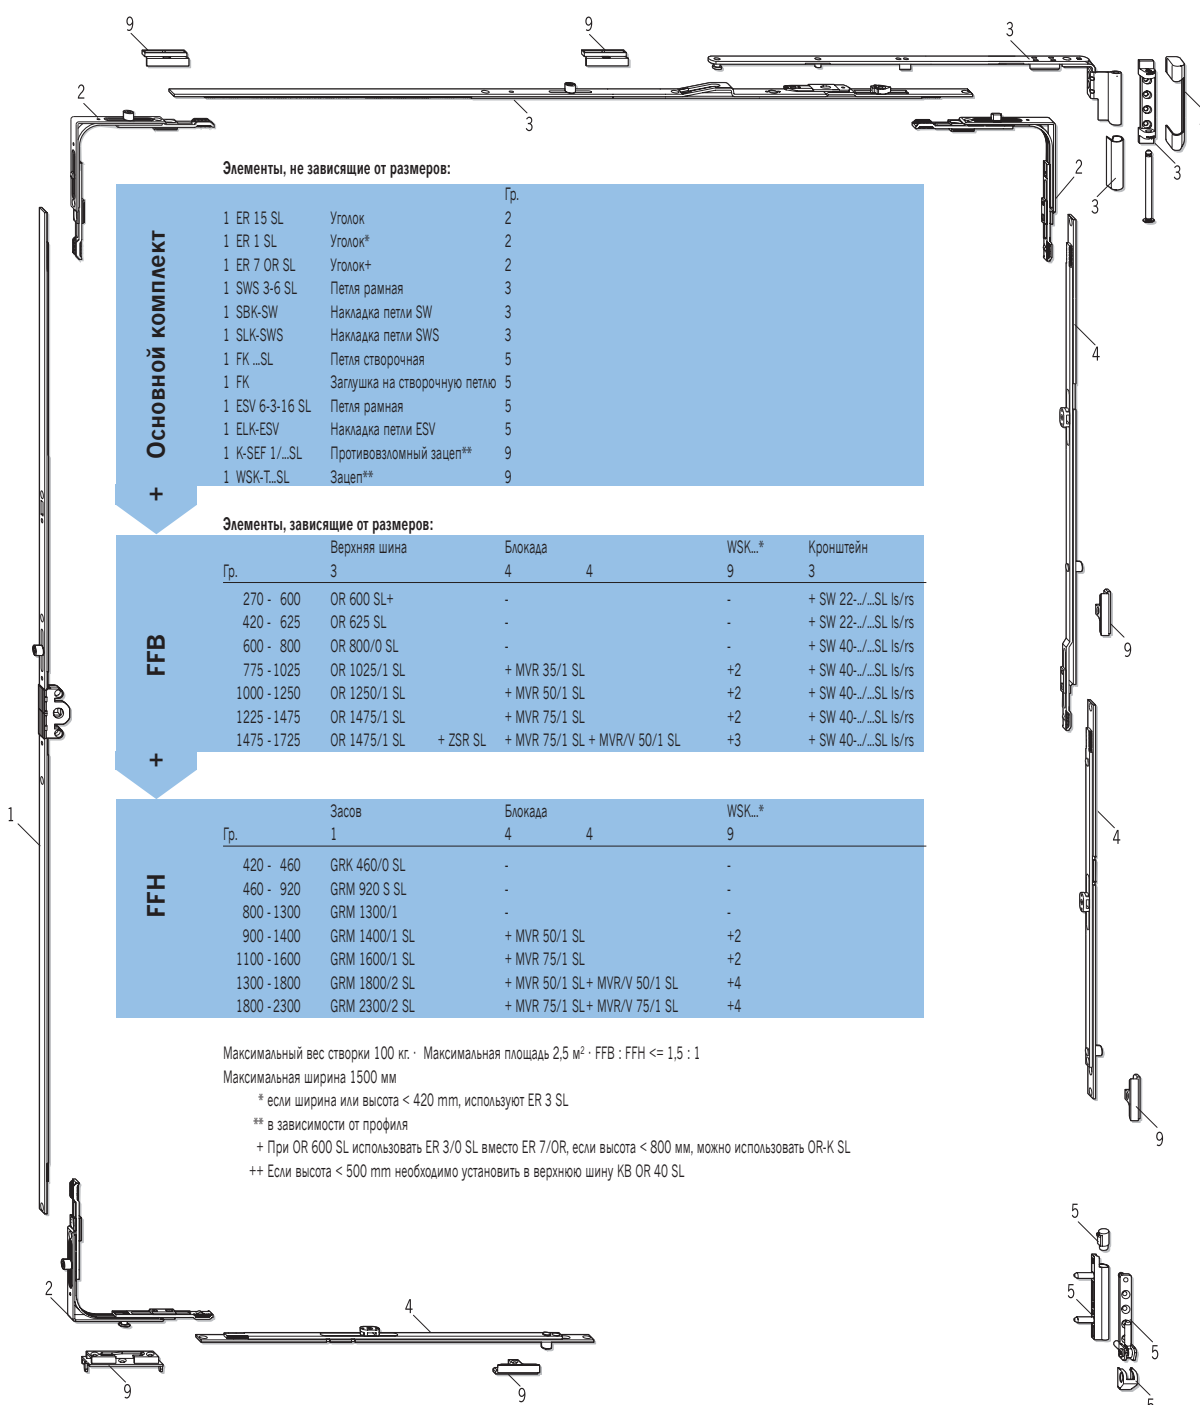 9
9
3
2
3
2
3
3
Элементы, не зависящие от размеров:
Основной комплект
Гр.
1 ER 15 SL Уголок 2
1 ER 1 SL Уголок* 2
1 ER 7 OR SL Уголок+ 2
1 SWS 3-6 SL Петля рамная 3
1 SBK-SW Накладка петли SW 3
1 SLK-SWS Накладка петли SWS 3
1 FK ...SL Петля створочная 5
1 FK Заглушка на створочную петлю 5
1 ESV 6-3-16 SL Петля рамная 5
1 ELK-ESV Накладка петли ESV 5
1 K-SEF 1/...SL Противовзломный зацеп** 9
1 WSK-T...SL Зацеп** 9
+
4
Элементы, зависящие от размеров:
FFB
Верхняя шина Блокада WSK...* Кронштейн
Гр. 3 4 4 9 3
270 - 600 OR 600 SL+ - - + SW 22-../...SL ls/rs
420 - 625 OR 625 SL - - + SW 22-../...SL ls/rs
600 - 800 OR 800/0 SL - - + SW 40-../...SL ls/rs
775 - 1025 OR 1025/1 SL + MVR 35/1 SL +2 + SW 40-../...SL ls/rs
1000 - 1250 OR 1250/1 SL + MVR 50/1 SL +2 + SW 40-../...SL ls/rs
1225 - 1475 OR 1475/1 SL + MVR 75/1 SL +2 + SW 40-../...SL ls/rs
1475 - 1725 OR 1475/1 SL + ZSR SL + MVR 75/1 SL + MVR/V 50/1 SL +3 + SW 40-../...SL ls/rs
+
9
1
FFH
Засов Блокада WSK...*
Гр. 1 4 4 9
420 - 460 GRK 460/0 SL - -
460 - 920 GRM 920 S SL - -
800 - 1300 GRM 1300/1 - -
900 - 1400 GRM 1400/1 SL + MVR 50/1 SL +2
1100 - 1600 GRM 1600/1 SL + MVR 75/1 SL +2
1300 - 1800 GRM 1800/2 SL + MVR 50/1 SL+ MVR/V 50/1 SL +4
1800 - 2300 GRM 2300/2 SL + MVR 75/1 SL+ MVR/V 75/1 SL +4
4
Максимальный вес створки 100 кг. · Максимальная площадь 2,5 м² · FFB : FFH <= 1,5 : 1
Максимальная ширина 1500 мм
* если ширина или высота < 420 mm, используют ER 3 SL
** в зависимости от профиля
+ При OR 600 SL использовать ER 3/0 SL вместо ER 7/OR, если высота < 800 мм, можно использовать OR-K SL
++ Если высота < 500 mm необходимо установить в верхнюю шину KB OR 40 SL
9
5
2
4
5
5
9
9
5